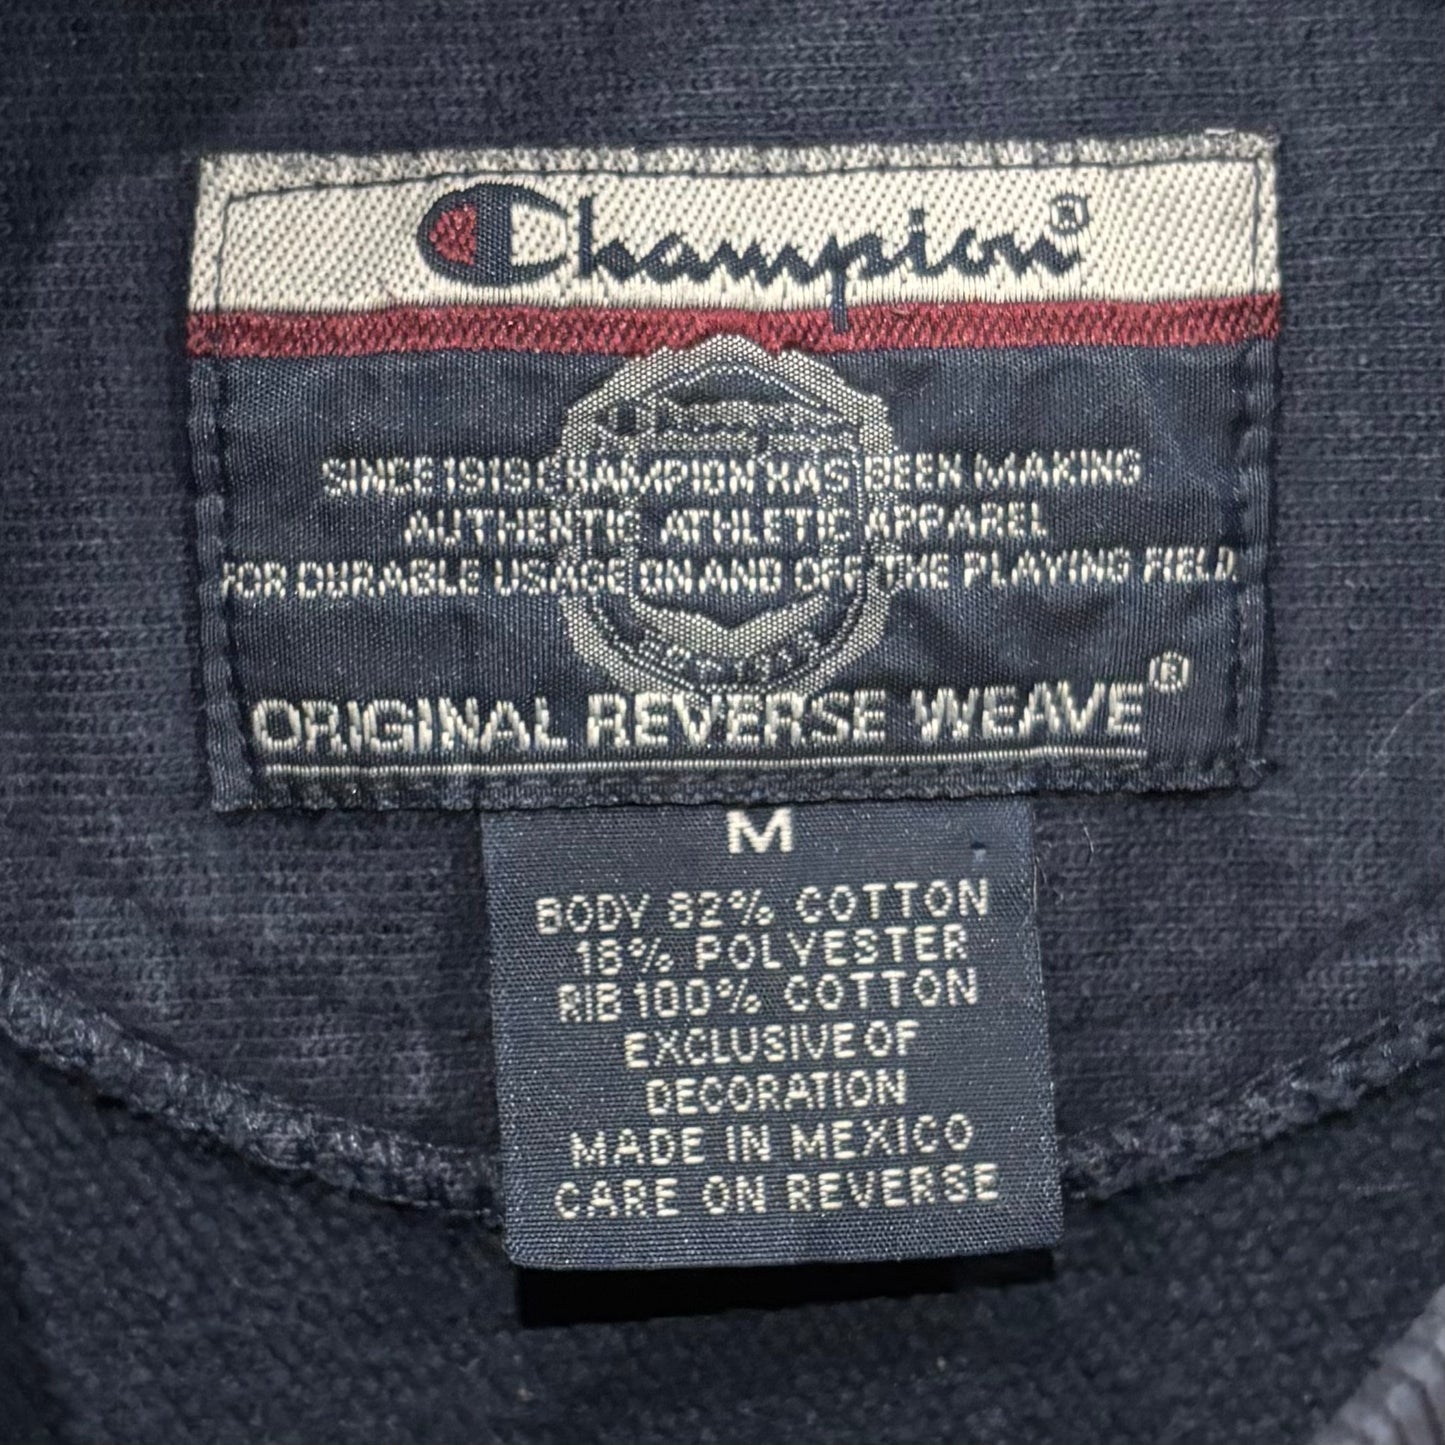 Champion®
Champion
SINCE 1919 CHAMPION HAS BEEN MAKING
AUTHENTIC ATHLETIC APPAREL
FOR DURABLE USAGE ON AND OFF THE PLAYING FIELD.
ORIGINAL REVERSE WEAVE®
M
BODY 82% COTTON
18% POLYESTER
RIB 100% COTTON
EXCLUSIVE OF
DECORATION
MADE IN MEXICO
CARE ON REVERSE